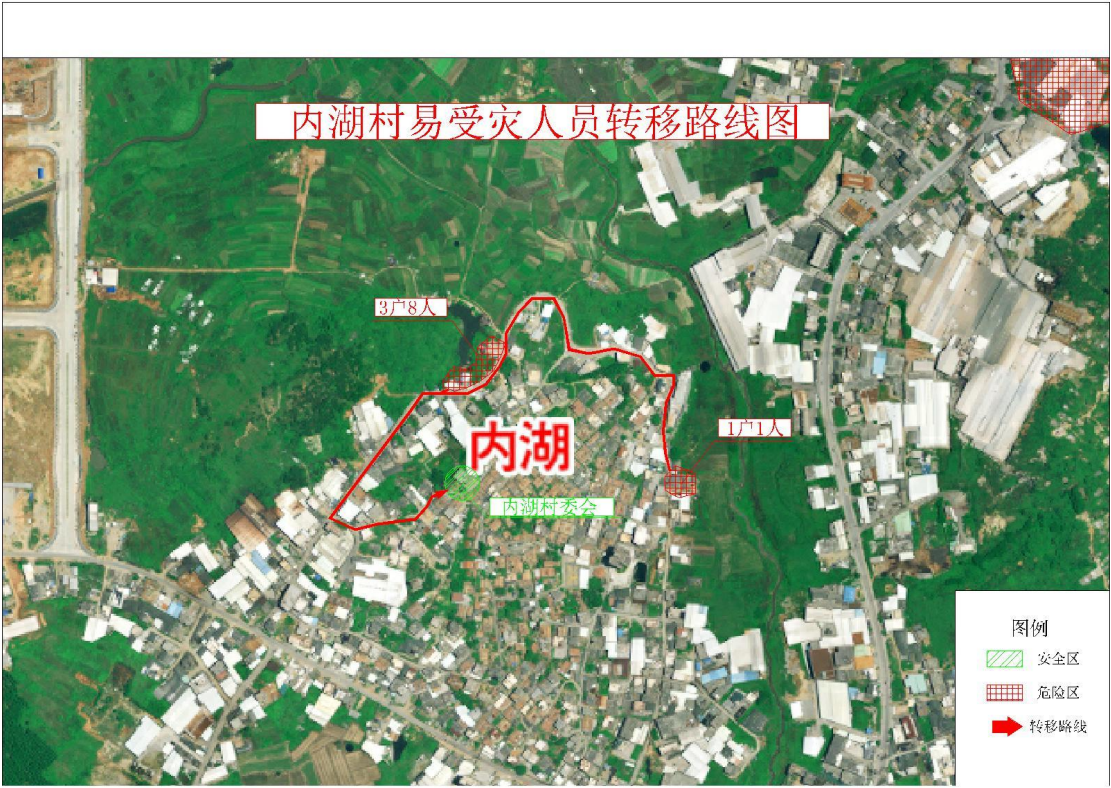 内湖村易受灾人员转移路线图
3户8人
1户1人
内湖
内湖村委会
图例
安全区
危险区
转移路线